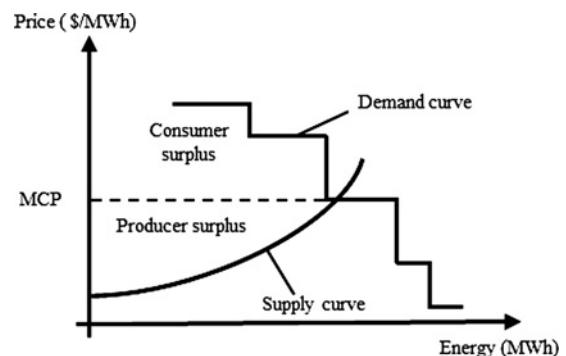 Price ( $/MWh)
Demand curve
Consumer
surplus
MCP
Producer surplus
Supply curve
Energy (MWh)